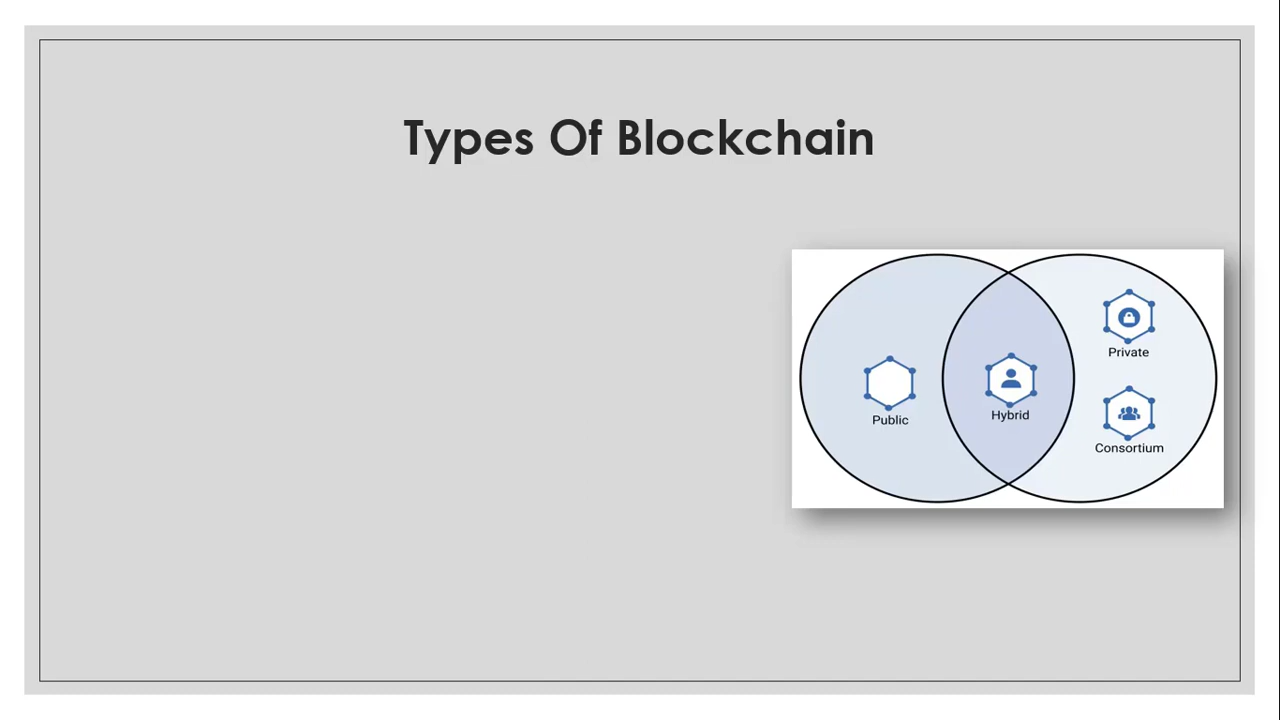 Types Of Blockchain
Private
Public
Hybrid
Consortium